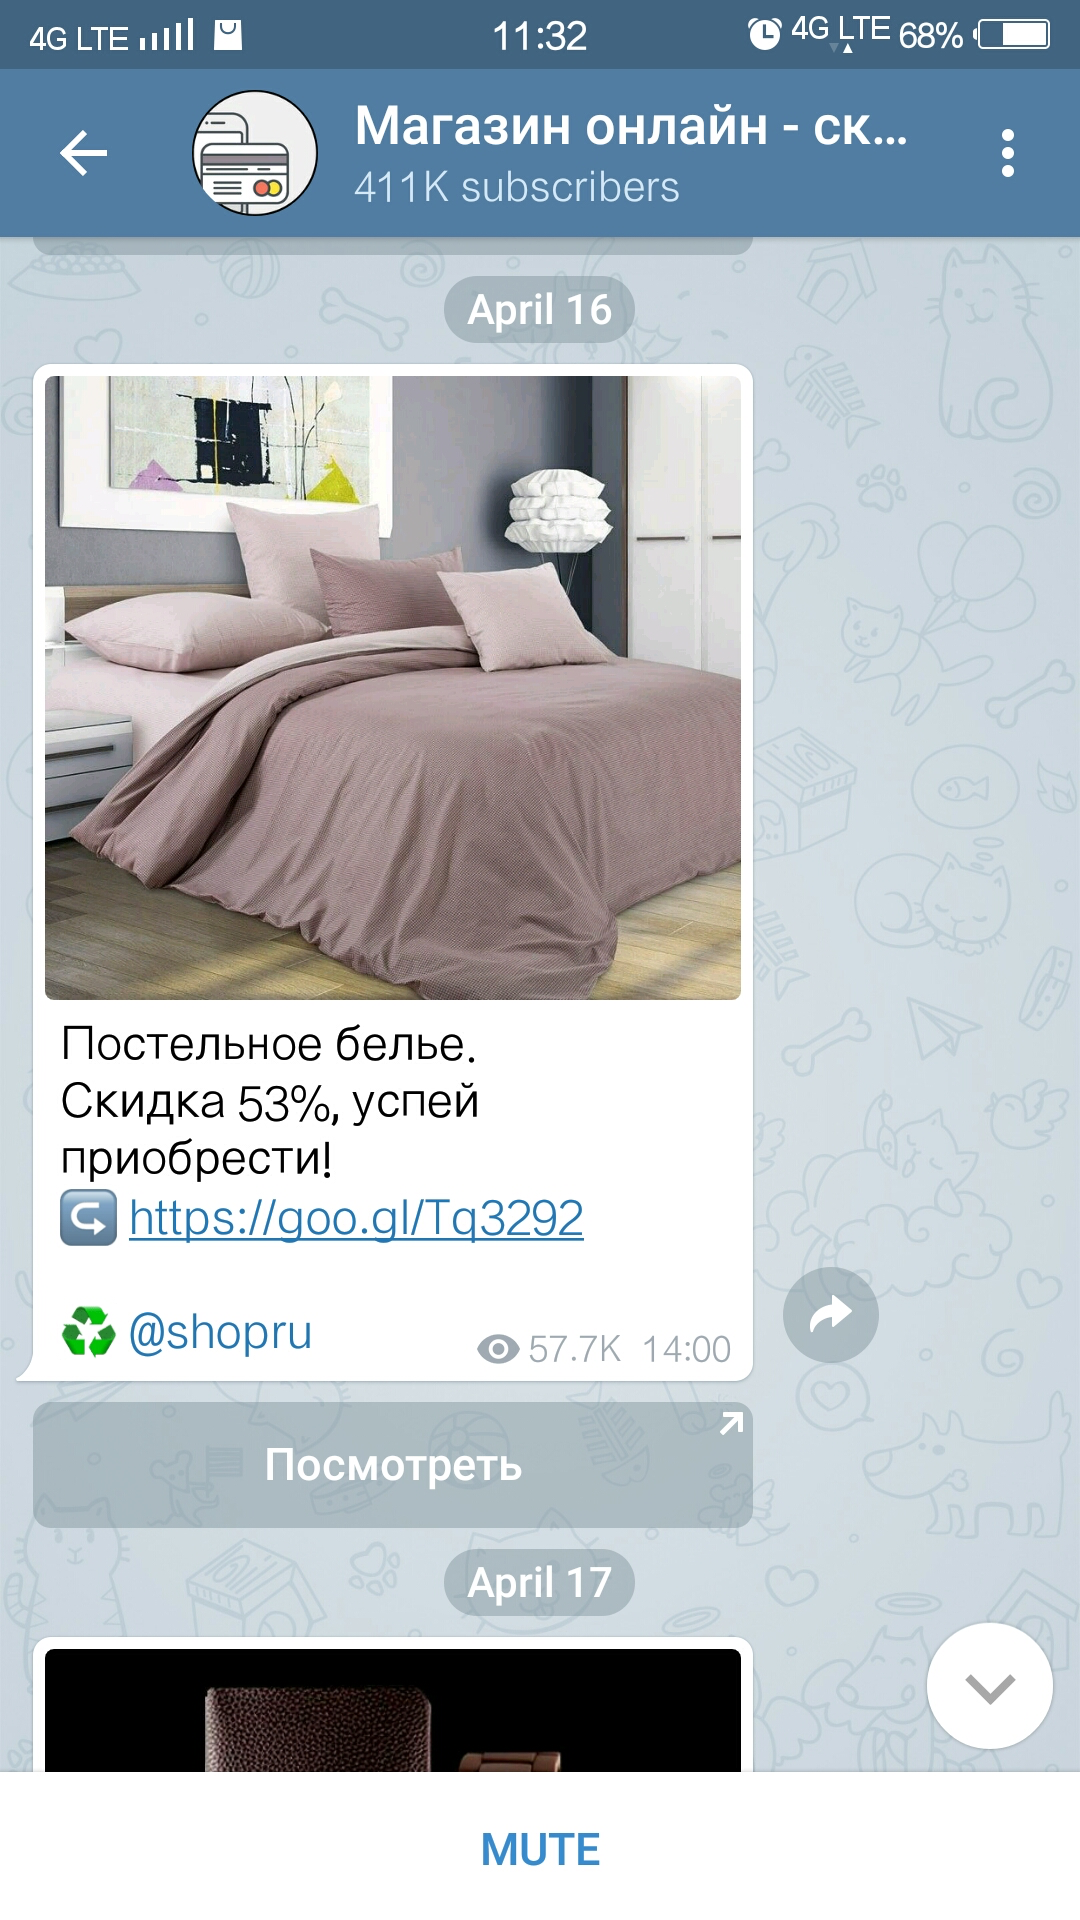 4G LTE 11:32 4G LTE 68%
Магазин онлайн - ск...
411K subscribers
April 16
Постельное белье.
Скидка 53%, успей
приобрести!
https://goo.gl/Tq3292
@shopru 57.7K 14:00
Посмотреть
April 17
MUTE